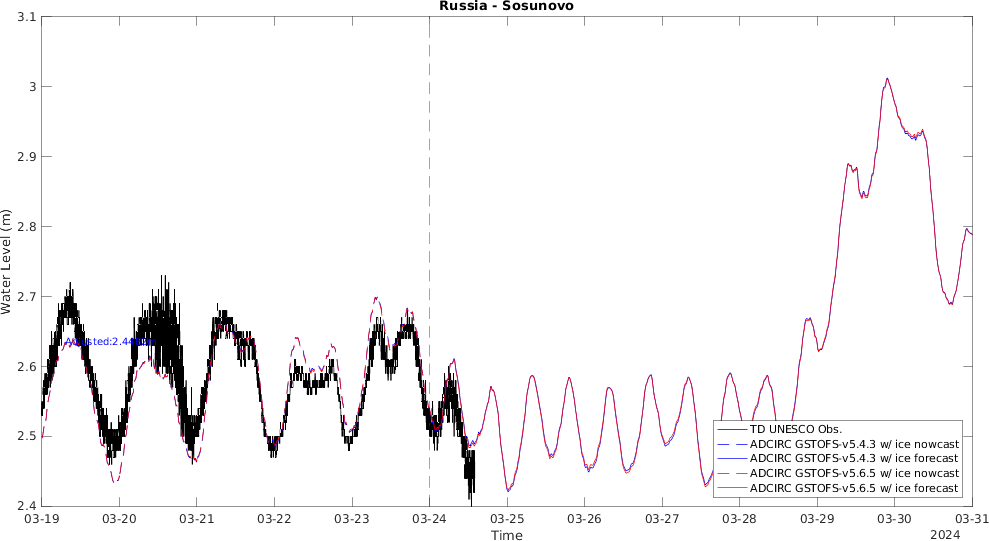 Russia - Sosunovo
3.1
3
2.9
2.8
2.7
2.6
2.5
2.4
Water Level (m)
03-19
03-20
03-21
03-22
03-23
03-24
03-25
03-26
03-27
03-28
03-29
03-30
03-31
Time
2024
TD UNESCO Obs.
ADCIRC GSTOFS-v5.4.3 w/ ice nowcast
ADCIRC GSTOFS-v5.4.3 w/ ice forecast
ADCIRC GSTOFS-v5.6.5 w/ ice nowcast
ADCIRC GSTOFS-v5.6.5 w/ ice forecast